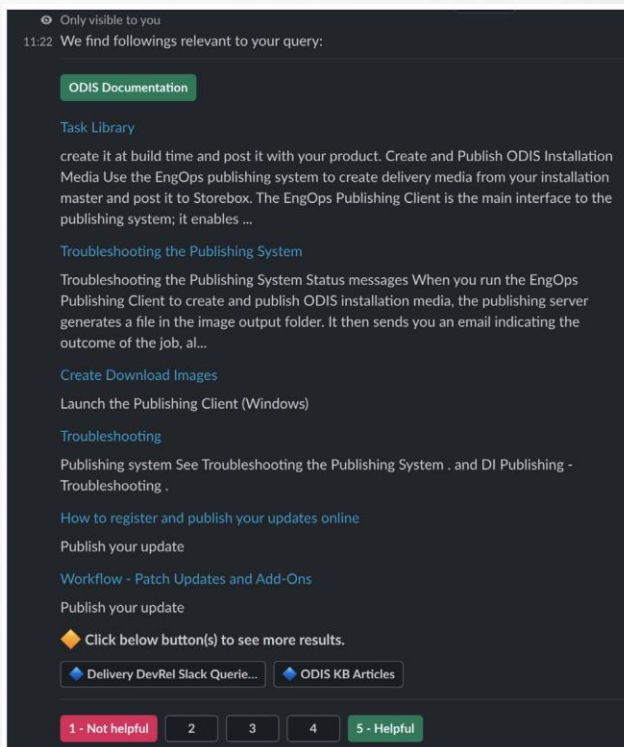 Only visible to you
11:22 We find followings relevant to your query:
ODIS Documentation
Task Library
create it at build time and post it with your product. Create and Publish ODIS Installation
Media Use the EngOps publishing system to create delivery media from your installation
master and post it to Storebox. The EngOps Publishing Client is the main interface to the
publishing system; it enables ...
Troubleshooting the Publishing System
Troubleshooting the Publishing System Status messages When you run the EngOps
Publishing Client to create and publish ODIS installation media, the publishing server
generates a file in the image output folder. It then sends you an email indicating the
outcome of the job, al...
Create Download Images
Launch the Publishing Client (Windows)
Troubleshooting
Publishing system See Troubleshooting the Publishing System . and DI Publishing -
Troubleshooting .
How to register and publish your updates online
Publish your update
Workflow - Patch Updates and Add-Ons
Publish your update
Click below button(s) to see more results.
Delivery DevRel Slack Querie... ODIS KB Articles
1 - Not helpful 2 3 4 5 - Helpful